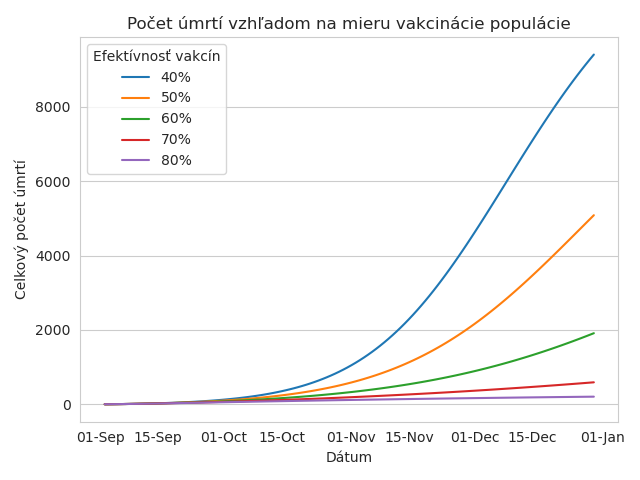 Počet úmrtí vzhľadom na mieru vakcinácie populácie
Efektívnosť vakcín
40%
50%
60%
70%
80%
Celkový počet úmrtí
8000
6000
4000
2000
0
01-Sep
15-Sep
01-Oct
15-Oct
01-Nov
15-Nov
01-Dec
15-Dec
01-Jan
Dátum